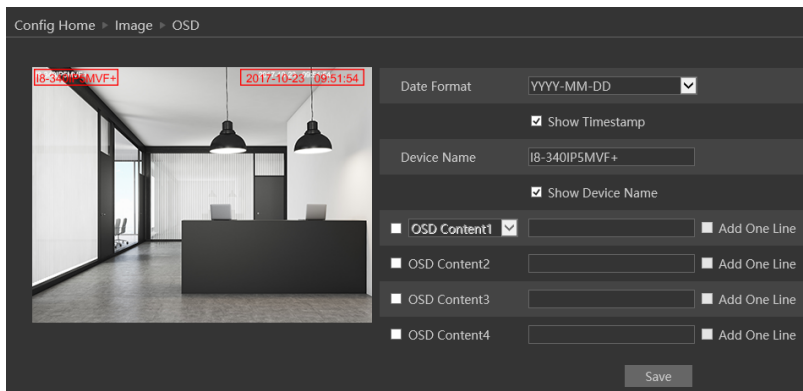 Config Home ▸ Image ▸ OSD
I8-340IP5MVF+ 2017-10-23 09:51:54
Date Format YYYY-MM-DD
Show Timestamp
Device Name I8-340IP5MVF+
Show Device Name
OSD Content1 Add One Line
OSD Content2 Add One Line
OSD Content3 Add One Line
OSD Content4 Add One Line
Save